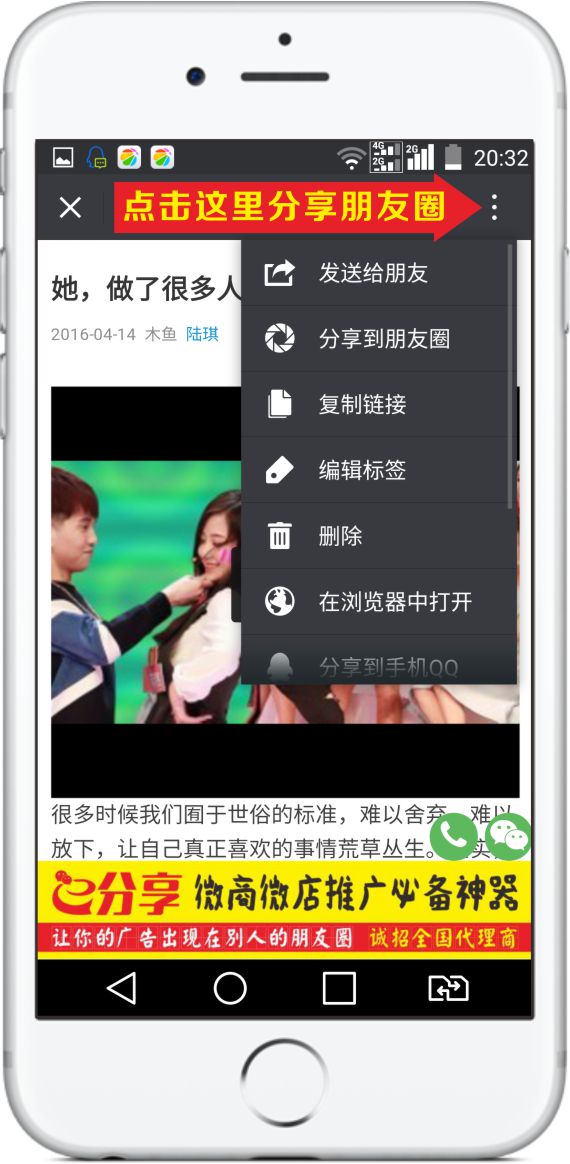 4G
2G
2G
20:32
点击这里分享朋友圈
她，做了很多人
2016-04-14 木鱼 陆琪
发送给朋友
分享到朋友圈
复制链接
编辑标签
删除
在浏览器中打开
分享到手机QQ
很多时候我们囿于世俗的标准，难以舍弃，难以
放下，让自己真正喜欢的事情荒草丛生。
e分享 微商微店推广必备神器
让你的广告出现在别人的朋友圈 诚招全国代理商